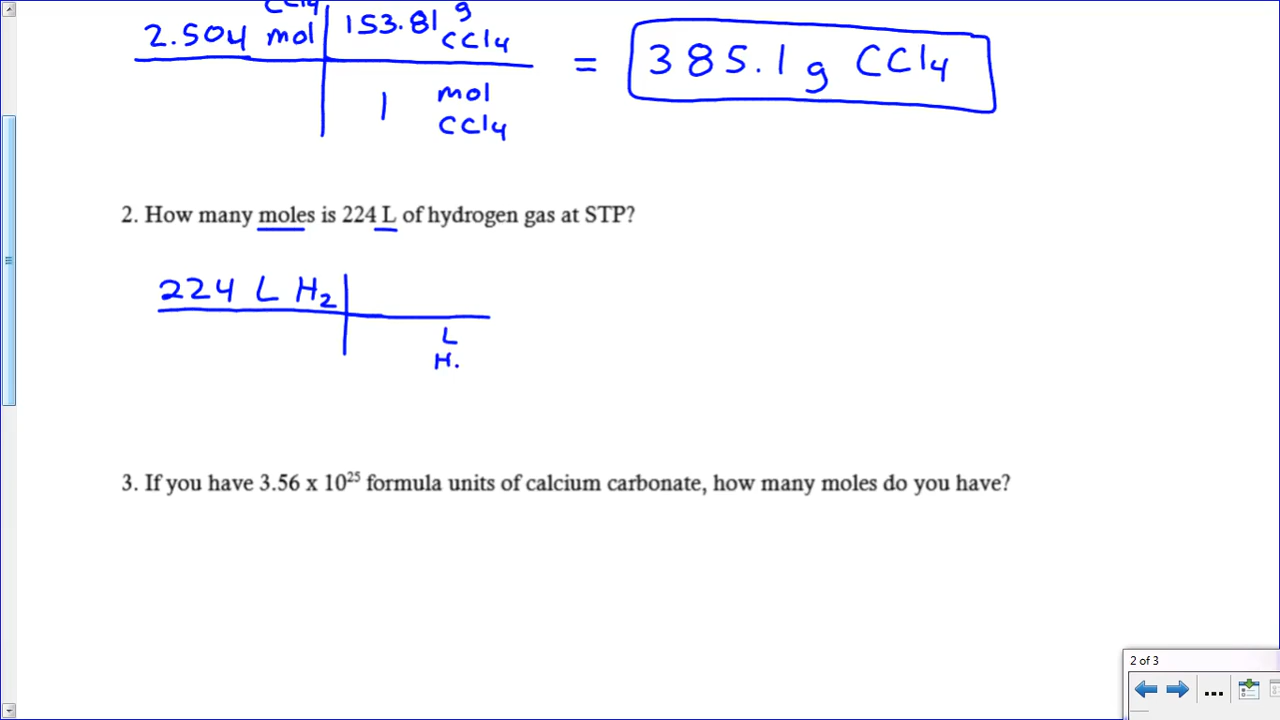 CCl4
2.504 mol 153.81 g CCl4
= 385.1 g CCl4
1 mol CCl4
2. How many moles is 224 L of hydrogen gas at STP?
224 L H₂
L
H.
3. If you have 3.56 x 10²⁵ formula units of calcium carbonate, how many moles do you have?
2 of 3
...